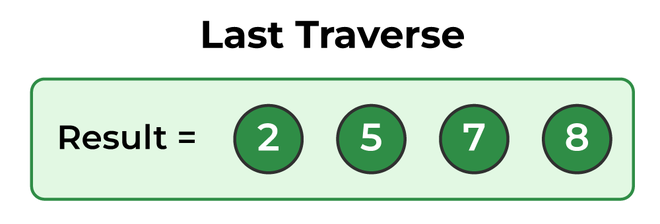 Last Traverse
Result = 2 5 7 8